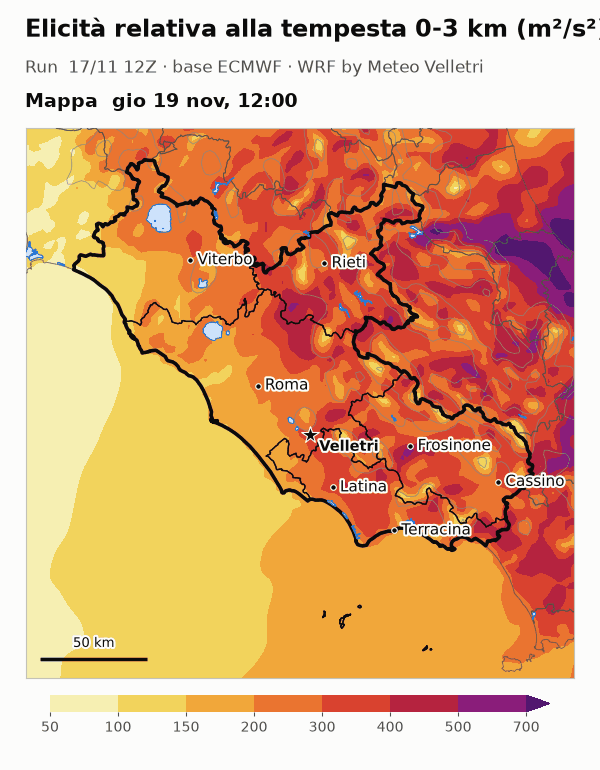 Elicità relativa alla tempesta 0-3 km (m²/s²)
Run  17/11 12Z · base ECMWF · WRF by Meteo Velletri
Mappa  gio 19 nov, 12:00
Viterbo
Rieti
Roma
Velletri
Frosinone
Cassino
Latina
Terracina
50 km
50 100 150 200 300 400 500 700